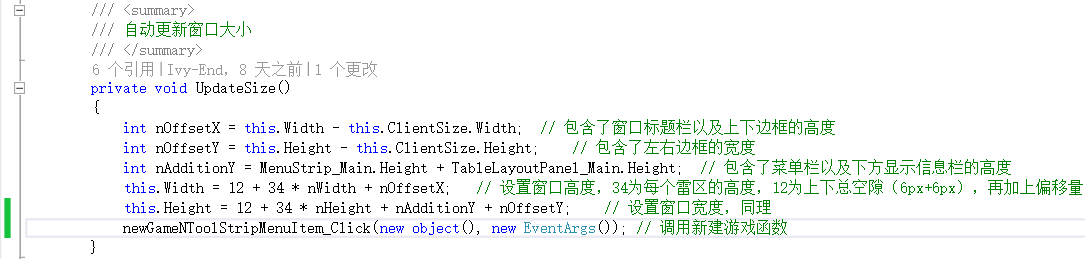 /// <summary>
/// 自动更新窗口大小
/// </summary>
6 个引用|Ivy-End，8 天之前|1 个更改
private void UpdateSize()
{
int nOffsetX = this.Width - this.ClientSize.Width;  // 包含了窗口标题栏以及上下边框的高度
int nOffsetY = this.Height - this.ClientSize.Height;    // 包含了左右边框的宽度
int nAdditionY = MenuStrip_Main.Height + TableLayoutPanel_Main.Height;  // 包含了菜单栏以及下方显示信息栏的高度
this.Width = 12 + 34 * nWidth + nOffsetX;   // 设置窗口高度，34为每个雷区的高度，12为上下总空隙（6px+6px），再加上偏移量
this.Height = 12 + 34 * nHeight + nAdditionY + nOffsetY;    // 设置窗口宽度，同理
newGameNToolStripMenuItem_Click(new object(), new EventArgs()); // 调用新建游戏函数
}